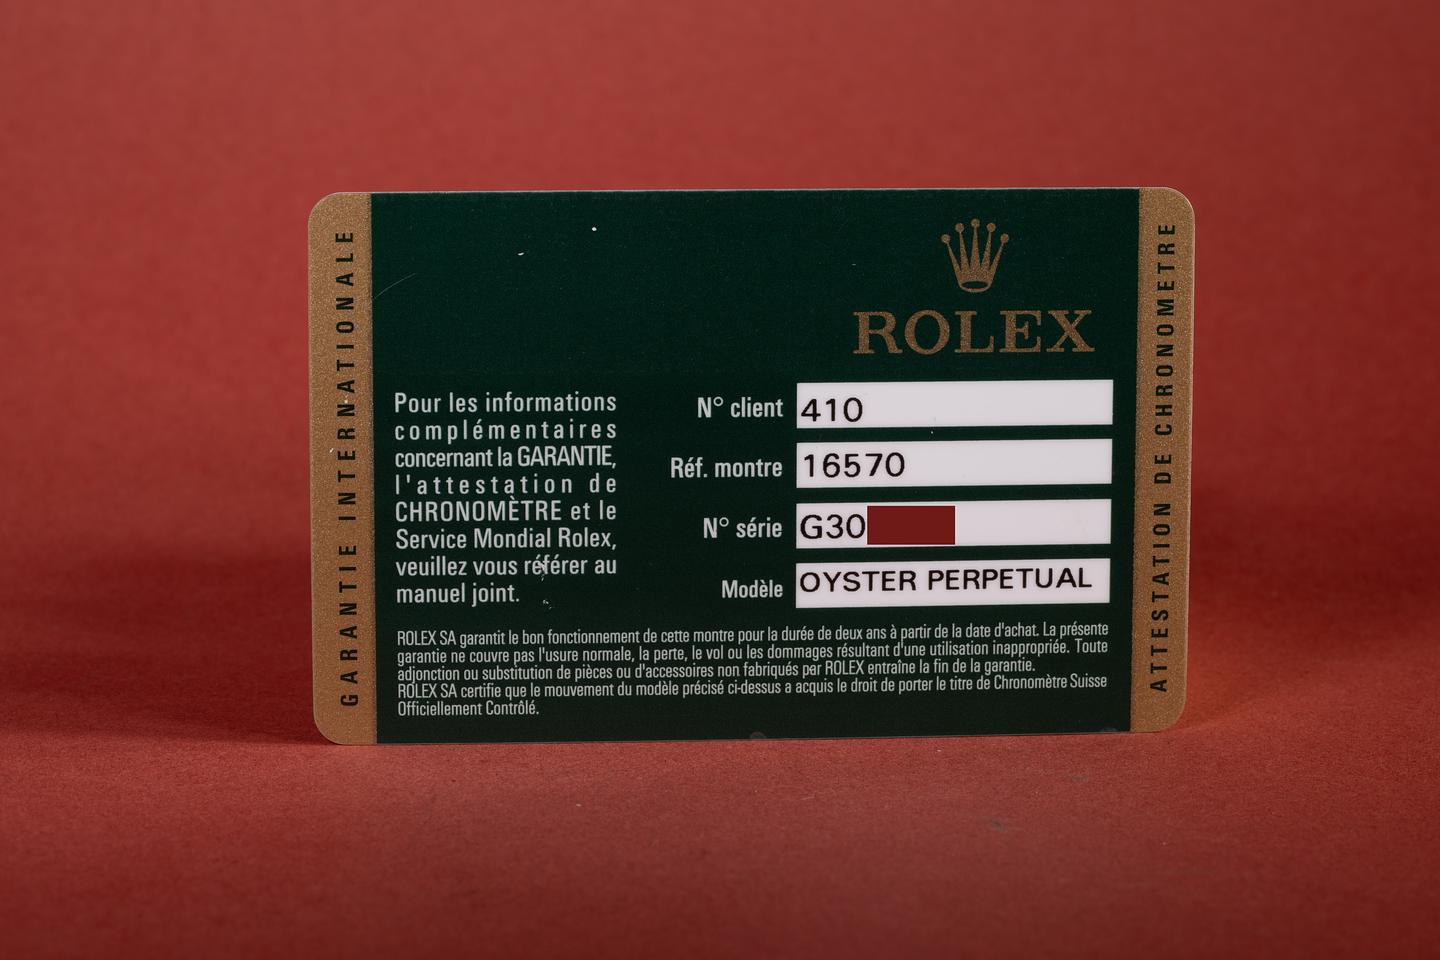 GARANTIE INTERNATIONALE
ROLEX
Pour les informations
complémentaires
concernant la GARANTIE,
l'attestation de
CHRONOMÈTRE et le
Service Mondial Rolex,
veuillez vous référer au
manuel joint.
N° client 410
Réf. montre 16570
N° série G30
Modèle OYSTER PERPETUAL
ROLEX SA garantit le bon fonctionnement de cette montre pour la durée de deux ans à partir de la date d'achat. La présente
garantie ne couvre pas l'usure normale, la perte, le vol ou les dommages résultant d'une utilisation inappropriée. Toute
adjonction ou substitution de pièces ou d'accessoires non fabriqués par ROLEX entraîne la fin de la garantie.
ROLEX SA certifie que le mouvement du modèle précisé ci-dessus a acquis le droit de porter le titre de Chronomètre Suisse
Officiellement Contrôlé.
ATTESTATION DE CHRONOMETRE